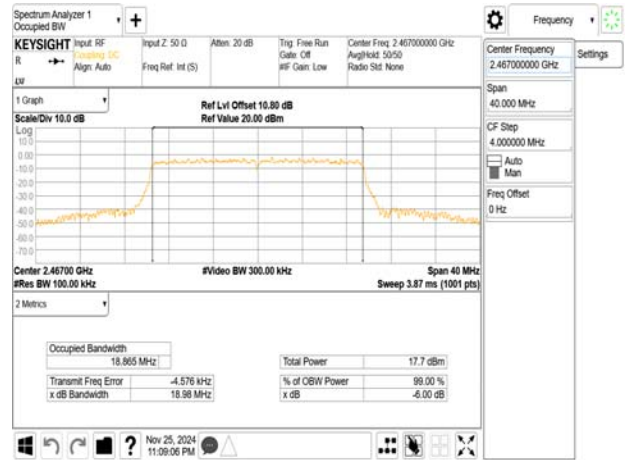 Spectrum Analyzer 1
Occupied BW
Frequency
KEYSIGHT
R
Input: RF
Coupling: DC
Align: Auto
Input Z: 50 Ω
Freq Ref: Int (S)
Atten: 20 dB
Trig: Free Run
Gate: Off
#IF Gain: Low
Center Freq: 2.467000000 GHz
Avg|Hold: 50/50
Radio Std: None
Center Frequency
2.467000000 GHz
Settings
Span
40.000 MHz
CF Step
4.000000 MHz
Auto
Man
Freq Offset
0 Hz
1 Graph
Scale/Div 10.0 dB
Ref Lvl Offset 10.80 dB
Ref Value 20.00 dBm
Log
10.0
0.00
-10.0
-20.0
-30.0
-40.0
-50.0
-60.0
-70.0
Center 2.46700 GHz
#Video BW 300.00 kHz
Span 40 MHz
#Res BW 100.00 kHz
Sweep 3.87 ms (1001 pts)
2 Metrics
Occupied Bandwidth
18.865 MHz
Total Power 17.7 dBm
Transmit Freq Error -4.576 kHz
% of OBW Power 99.00 %
x dB Bandwidth 18.98 MHz
x dB -6.00 dB
?
Nov 25, 2024
11:09:06 PM